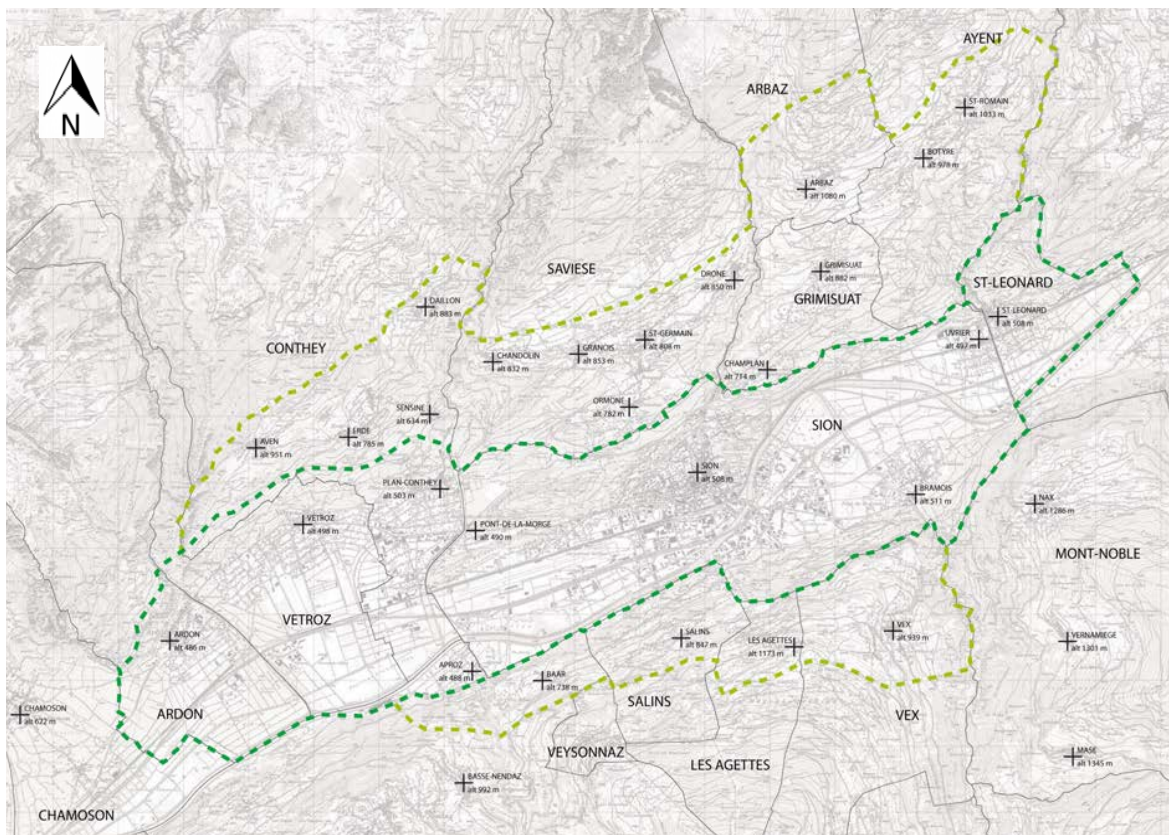 AYENT
ARBAZ
N
ST-ROMAIN
alt 1033 m
BOTYRE
alt 978 m
ARBAZ
alt 1080 m
SAVIESE
DRONE
alt 850 m
GRIMISUAT
alt 882 m
GRIMISUAT
ST-LEONARD
DAILLON
alt 883 m
ST LEONARD
alt 508 m
CONTHEY
ST-GERMAIN
alt 808 m
UVRIER
alt 497 m
GRANOIS
alt 853 m
CHANDOLIN
alt 832 m
CHAMPLAN
alt 714 m
SENSINE
alt 634 m
ORMONE
alt 782 m
ERDE
alt 785 m
AVEN
alt 951 m
SION
SION
alt 508 m
PLAN-CONTHEY
alt 503 m
BRAMOIS
alt 511 m
NAX
alt 1286 m
VETROZ
alt 498 m
PONT-DE-LA-MORGE
alt 490 m
MONT-NOBLE
VETROZ
ARDON
alt 486 m
SALINS
alt 847 m
LES AGETTES
alt 1173 m
VEX
alt 939 m
VERNAMIEGE
alt 1301 m
APROZ
alt 488 m
BAAR
alt 738 m
SALINS
CHAMOSON
alt 622 m
ARDON
VEX
VEYSONNAZ
LES AGETTES
MASE
alt 1345 m
BASSE-NENDAZ
alt 992 m
CHAMOSON